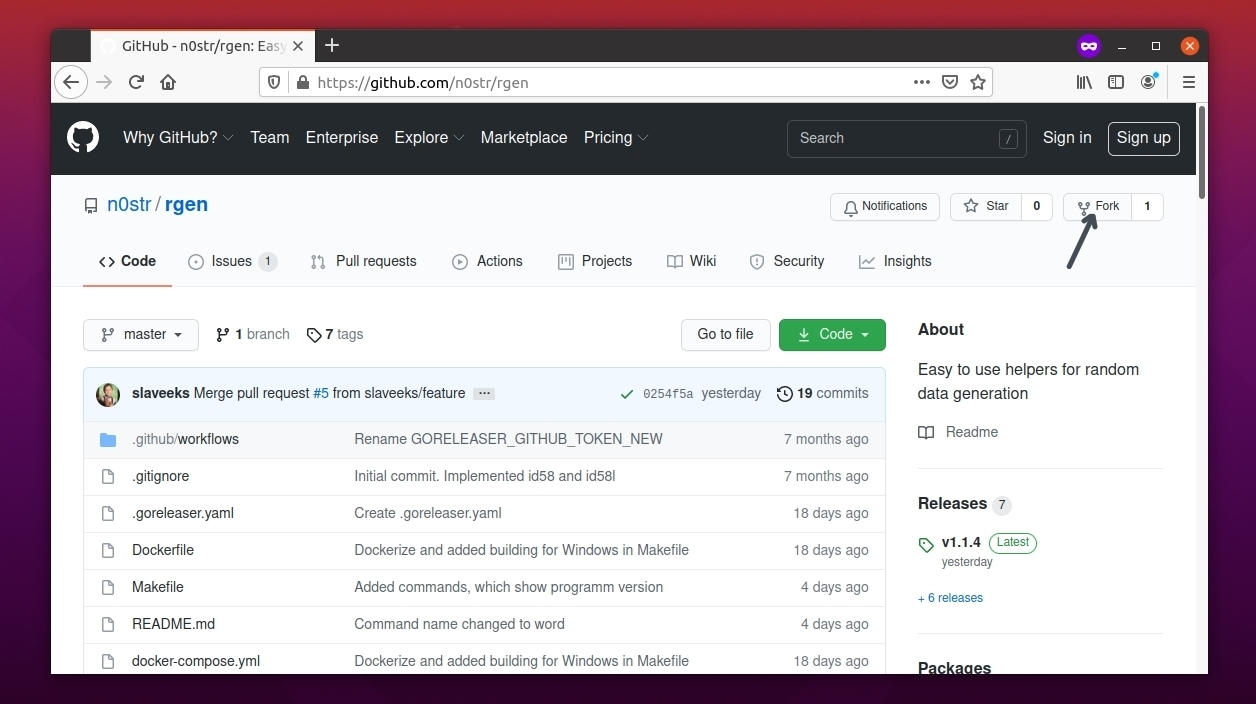 GitHub - n0str/rgen: Easy
https://github.com/n0str/rgen
Why GitHub? Team Enterprise Explore Marketplace Pricing Search / Sign in Sign up
n0str / rgen Notifications Star 0 Fork 1
Code Issues 1 Pull requests Actions Projects Wiki Security Insights
master 1 branch 7 tags Go to file Code
slaveeks Merge pull request #5 from slaveeks/feature ... 0254f5a yesterday 19 commits
.github/workflows Rename GORELEASER_GITHUB_TOKEN_NEW 7 months ago
.gitignore Initial commit. Implemented id58 and id58l 7 months ago
.goreleaser.yaml Create .goreleaser.yaml 18 days ago
Dockerfile Dockerize and added building for Windows in Makefile 18 days ago
Makefile Added commands, which show programm version 4 days ago
README.md Command name changed to word 4 days ago
docker-compose.yml Dockerize and added building for Windows in Makefile 18 days ago
About
Easy to use helpers for random
data generation
Readme
Releases 7
v1.1.4 Latest
yesterday
+ 6 releases
Packages